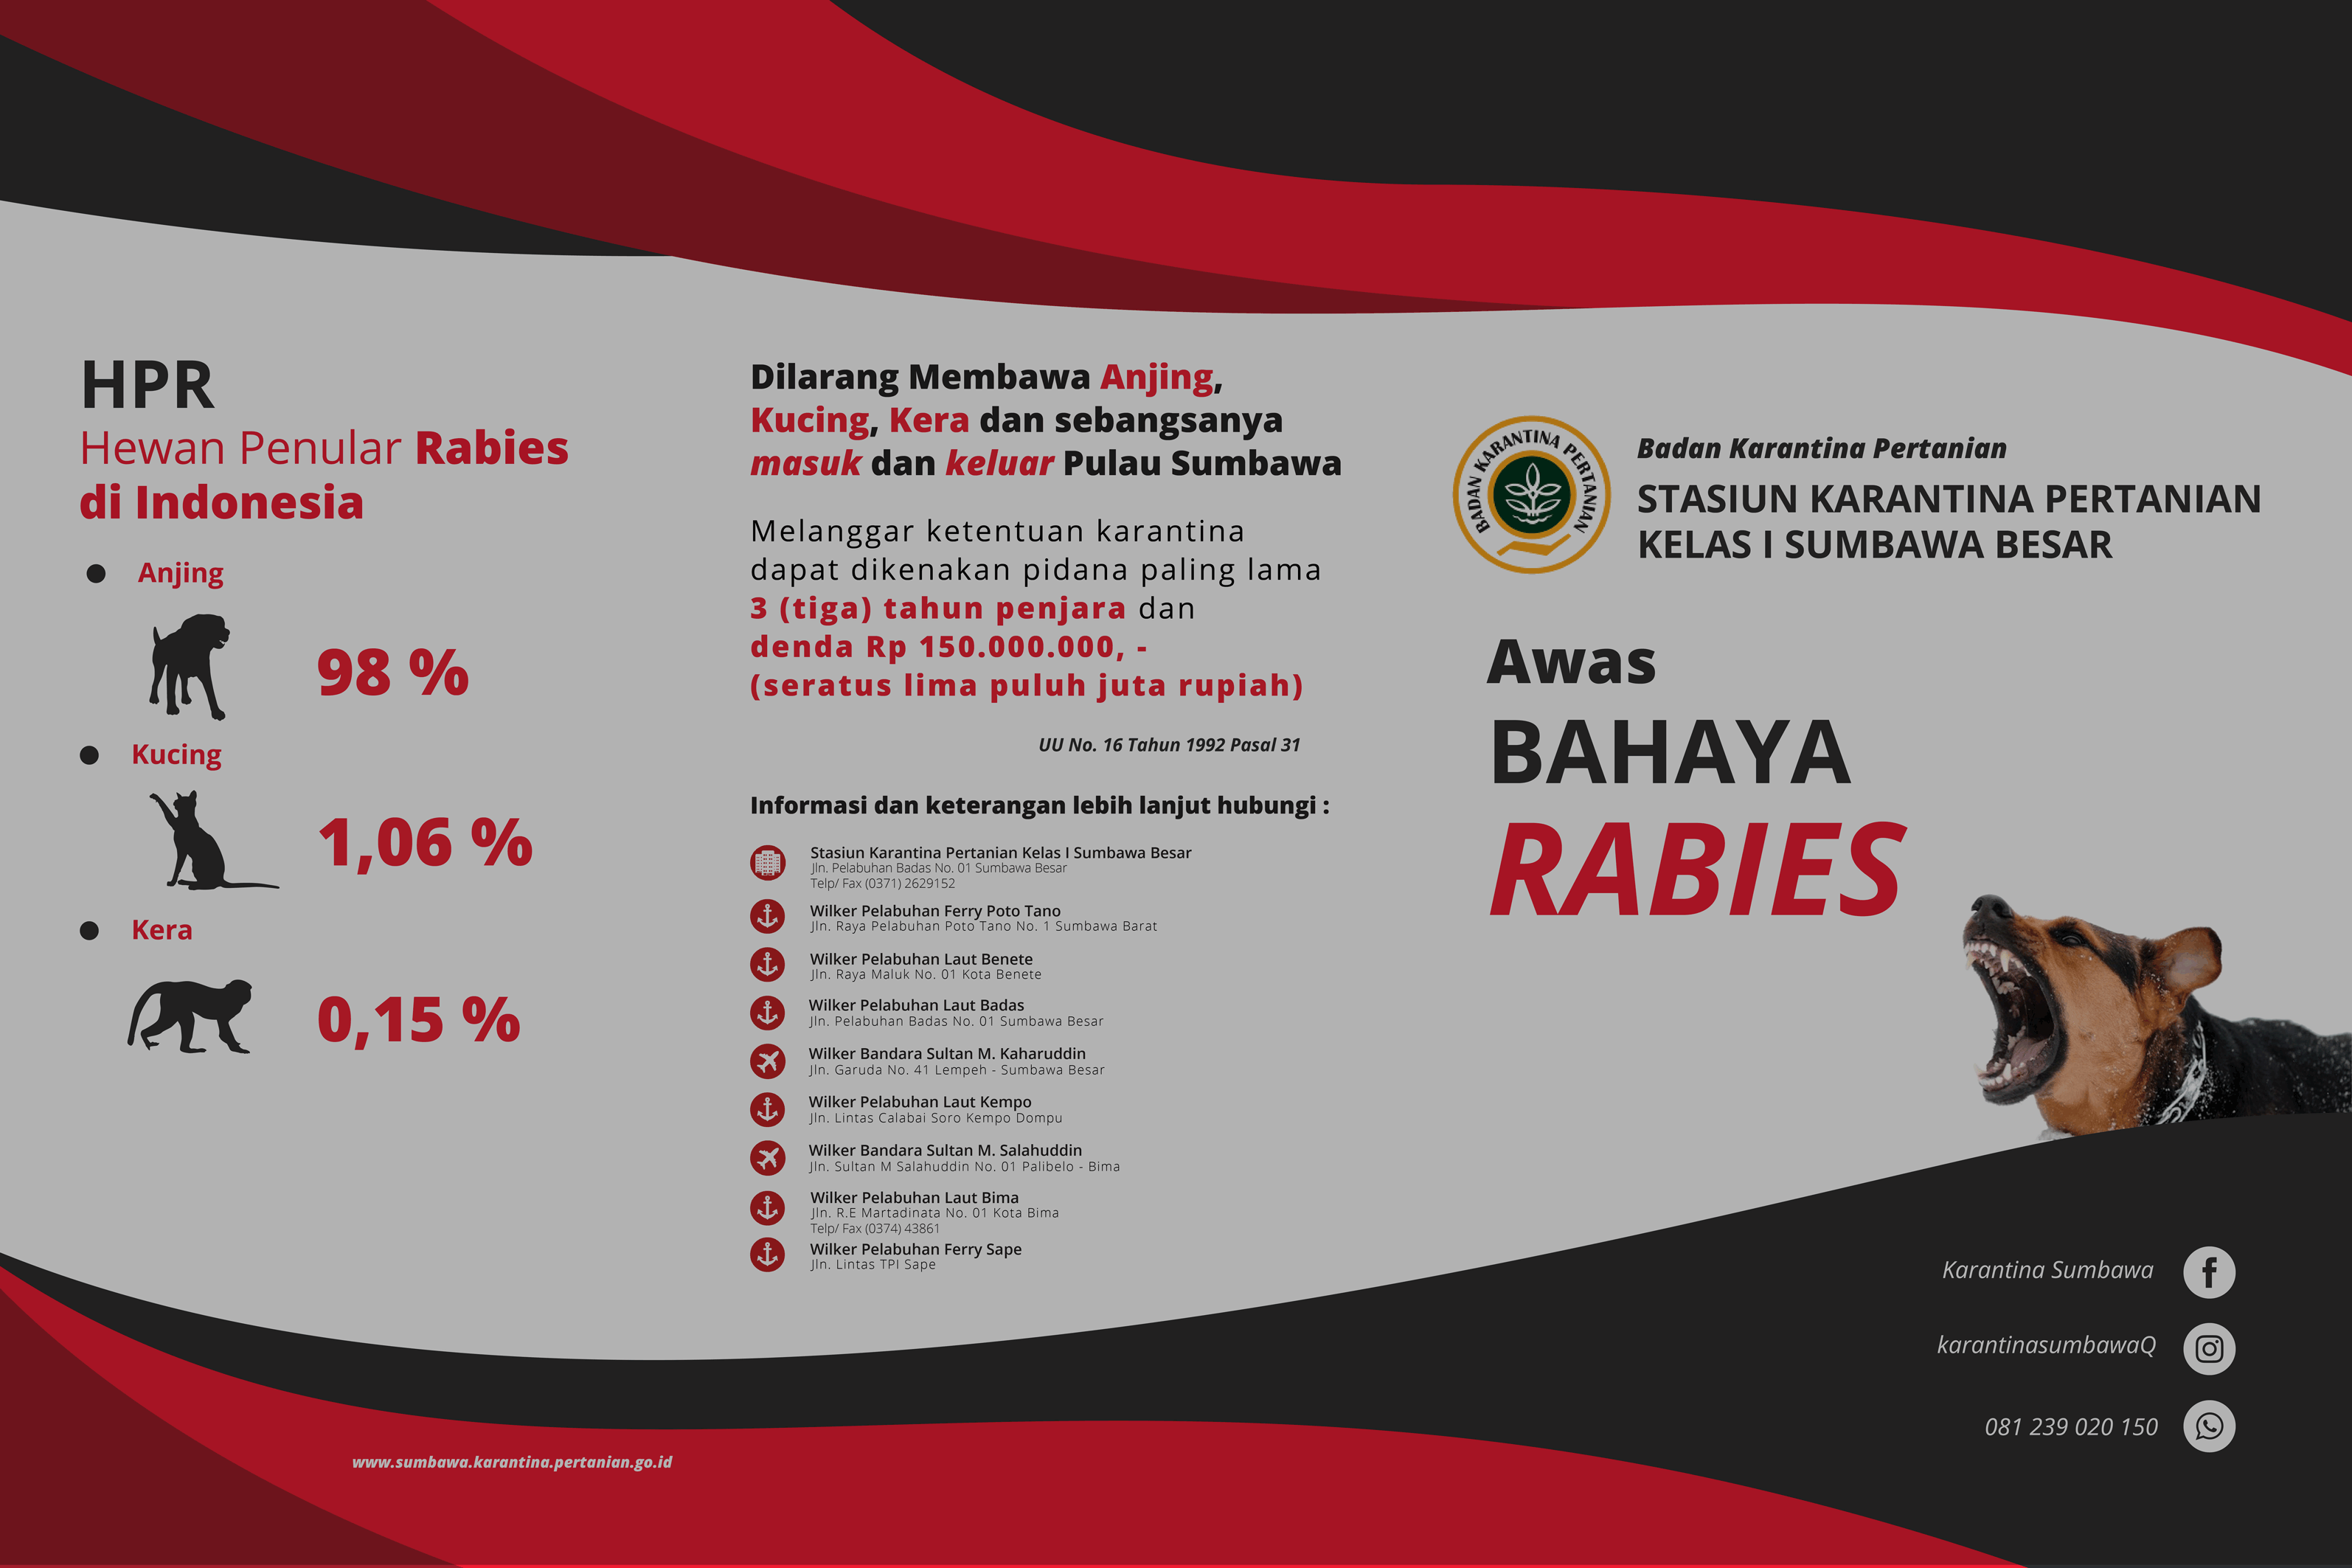 HPR
Hewan Penular Rabies
di Indonesia
Anjing
98 %
Kucing
1,06 %
Kera
0,15 %
Dilarang Membawa Anjing,
Kucing, Kera dan sebangsanya
masuk dan keluar Pulau Sumbawa
Melanggar ketentuan karantina
dapat dikenakan pidana paling lama
3 (tiga) tahun penjara dan
denda Rp 150.000.000, -
(seratus lima puluh juta rupiah)
UU No. 16 Tahun 1992 Pasal 31
Informasi dan keterangan lebih lanjut hubungi :
Stasiun Karantina Pertanian Kelas I Sumbawa Besar
Jln. Pelabuhan Badas No. 01 Sumbawa Besar
Telp/ Fax (0371) 2629152
Wilker Pelabuhan Ferry Poto Tano
Jln. Raya Pelabuhan Poto Tano No. 1 Sumbawa Barat
Wilker Pelabuhan Laut Benete
Jln. Raya Maluk No. 01 Kota Benete
Wilker Pelabuhan Laut Badas
Jln. Pelabuhan Badas No. 01 Sumbawa Besar
Wilker Bandara Sultan M. Kaharuddin
Jln. Garuda No. 41 Lempeh - Sumbawa Besar
Wilker Pelabuhan Laut Kempo
Jln. Lintas Calabai Soro Kempo Dompu
Wilker Bandara Sultan M. Salahuddin
Jln. Sultan M Salahuddin No. 01 Palibelo - Bima
Wilker Pelabuhan Laut Bima
Jln. R.E Martadinata No. 01 Kota Bima
Telp/ Fax (0374) 43861
Wilker Pelabuhan Ferry Sape
Jln. Lintas TPI Sape
BADAN KARANTINA PERTANIAN
Badan Karantina Pertanian
STASIUN KARANTINA PERTANIAN
KELAS I SUMBAWA BESAR
Awas
BAHAYA
RABIES
Karantina Sumbawa
karantinasumbawaQ
081 239 020 150
www.sumbawa.karantina.pertanian.go.id